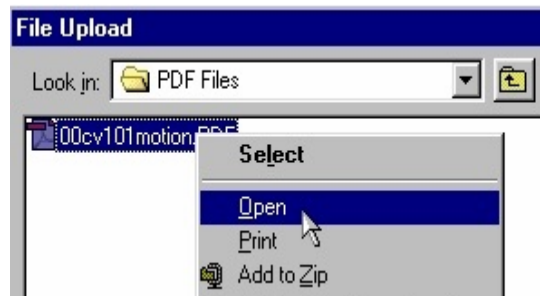 File Upload
Look in: PDF Files
00cv101motion.PDF
Select
Open
Print
Add to Zip